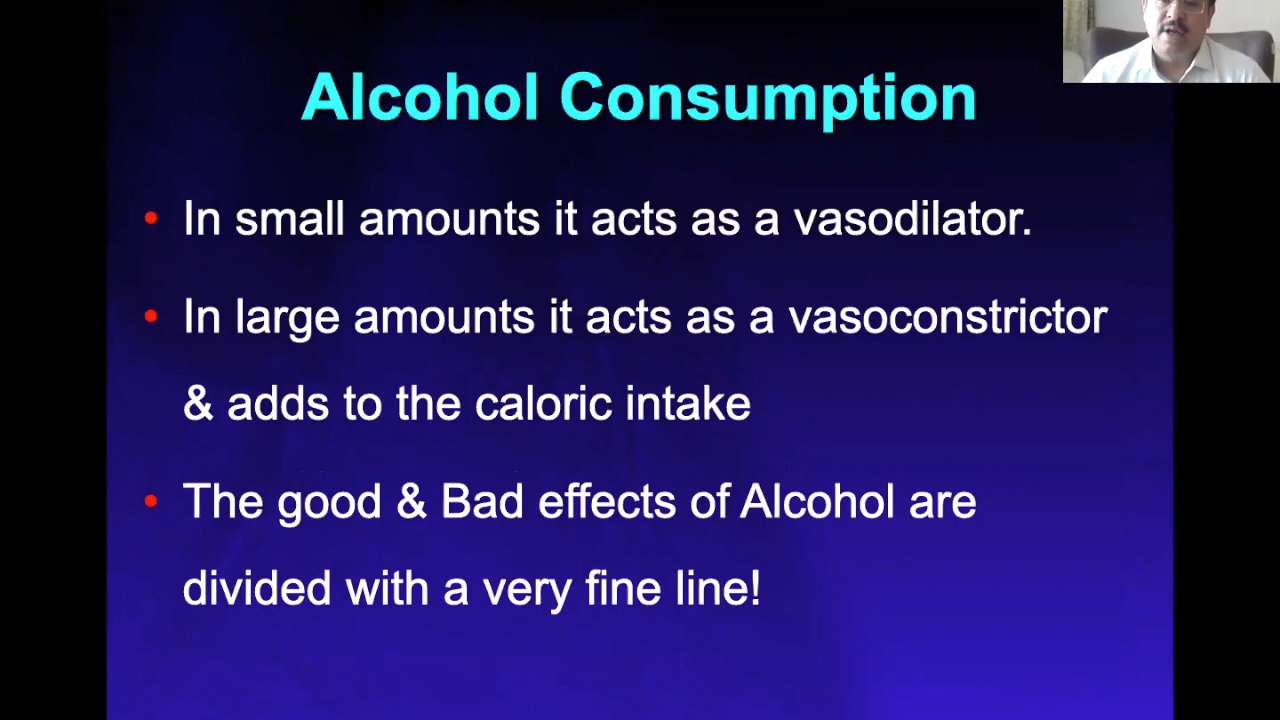 Alcohol Consumption
• In small amounts it acts as a vasodilator.
• In large amounts it acts as a vasoconstrictor
& adds to the caloric intake
• The good & Bad effects of Alcohol are
divided with a very fine line!